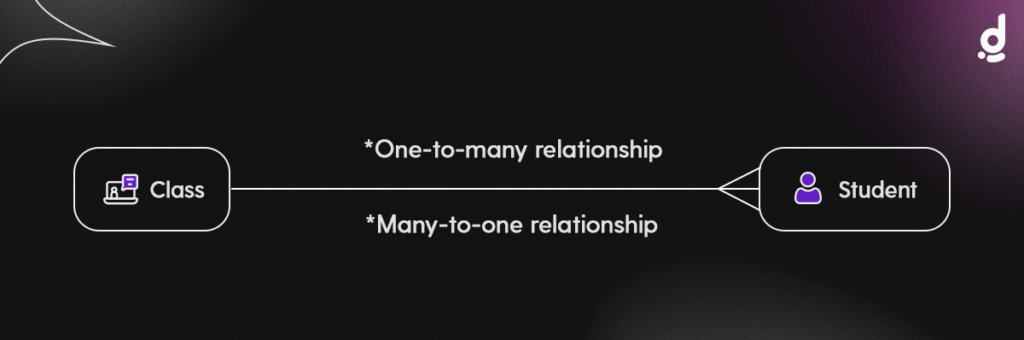 *One-to-many relationship
Class
Student
*Many-to-one relationship